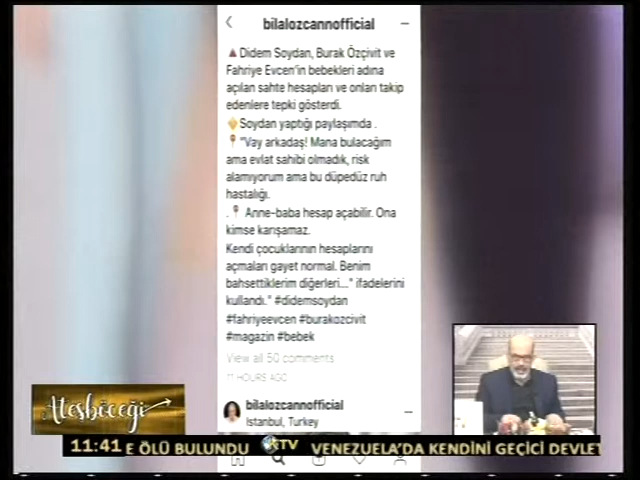 bilalozcannofficial
🔺Didem Soydan, Burak Özçivit ve
Fahriye Evcen'in bebekleri adına
açılan sahte hesapları ve onları takip
edenlere tepki gösterdi.
🔶Soydan yaptığı paylaşımda .
📍"Vay arkadaş! Mana bulacağım
ama evlat sahibi olmadık, risk
alamıyorum ama bu düpedüz ruh
hastalığı.
.📍 Anne-baba hesap açabilir. Ona
kimse karışamaz.
Kendi çocuklarının hesaplarını
açmaları gayet normal. Benim
bahsettiklerim diğerleri..." ifadelerini
kullandı." #didemsoydan
#fahriyeevcen #burakozcivit
#magazin #bebek
View all 50 comments
11 HOURS AGO
bilalozcannofficial
Istanbul, Turkey
Ateşböceği
11:41 E ÖLÜ BULUNDU KTV VENEZUELA'DA KENDİNİ GEÇİCİ DEVLET